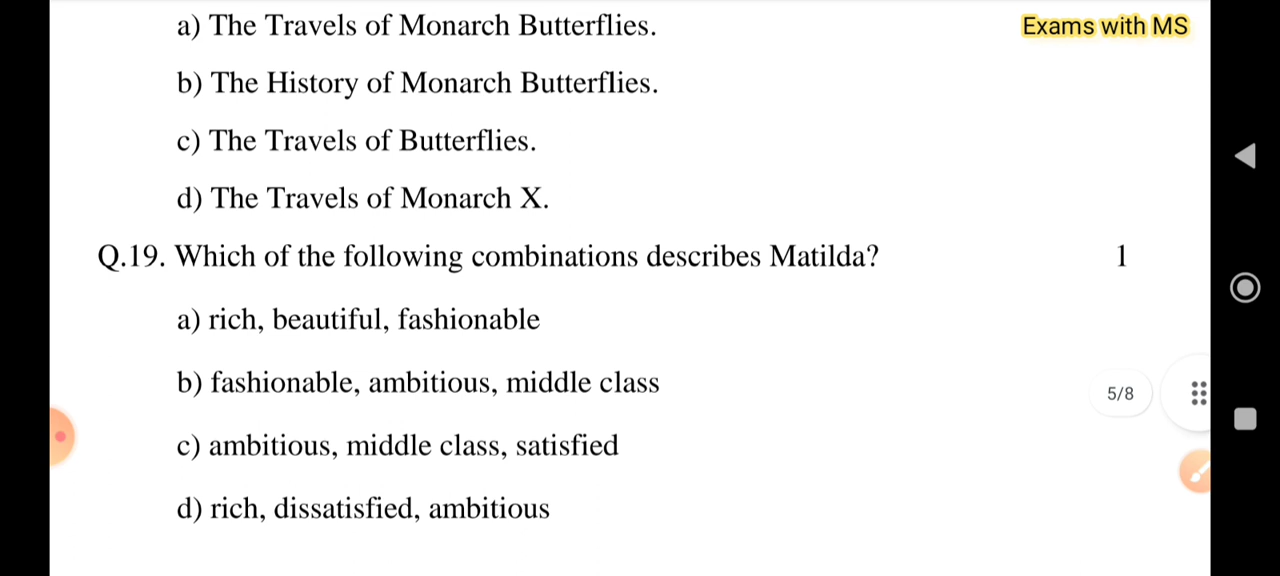 a) The Travels of Monarch Butterflies.
Exams with MS
b) The History of Monarch Butterflies.
c) The Travels of Butterflies.
d) The Travels of Monarch X.
Q.19. Which of the following combinations describes Matilda? 1
a) rich, beautiful, fashionable
b) fashionable, ambitious, middle class
5/8
c) ambitious, middle class, satisfied
d) rich, dissatisfied, ambitious